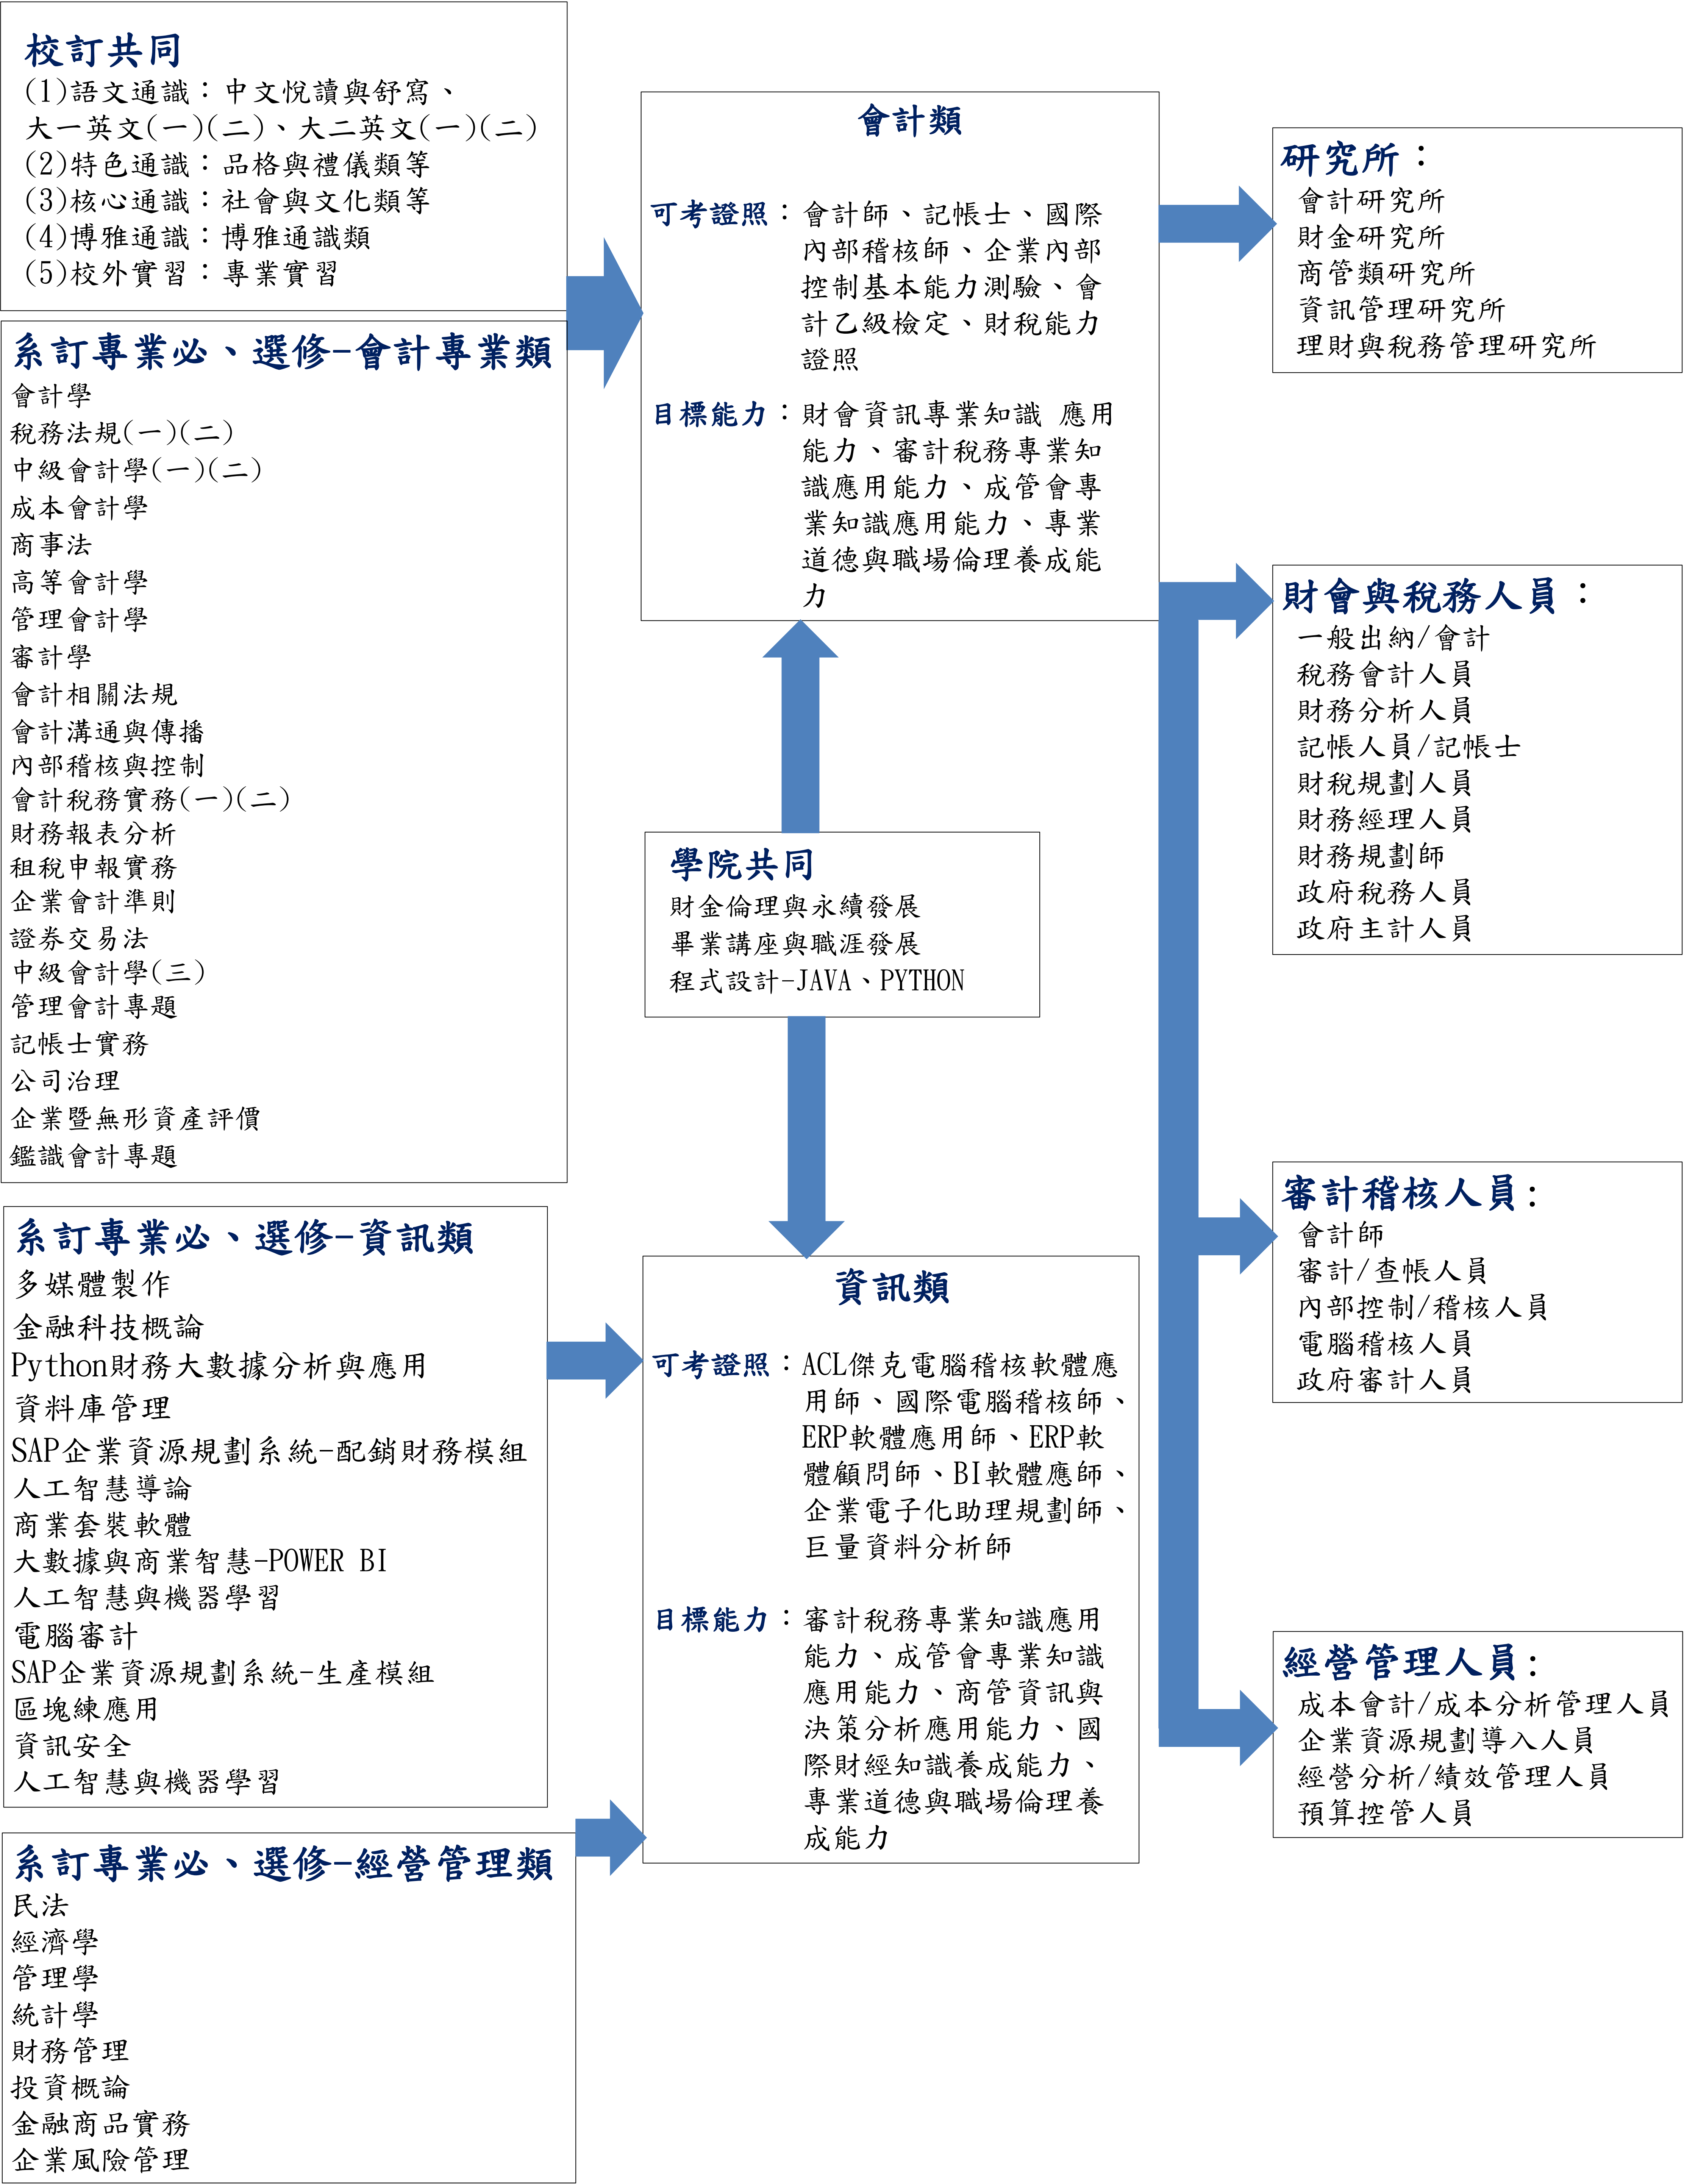 校訂共同
(1)語文通識：中文悅讀與舒寫、
大一英文(一)(二)、大二英文(一)(二)
(2)特色通識：品格與禮儀類等
(3)核心通識：社會與文化類等
(4)博雅通識：博雅通識類
(5)校外實習：專業實習
系訂專業必、選修-會計專業類
會計學
稅務法規(一)(二)
中級會計學(一)(二)
成本會計學
商事法
高等會計學
管理會計學
審計學
會計相關法規
會計溝通與傳播
內部稽核與控制
會計稅務實務(一)(二)
財務報表分析
租稅申報實務
企業會計準則
證券交易法
中級會計學(三)
管理會計專題
記帳士實務
公司治理
企業暨無形資產評價
鑑識會計專題
系訂專業必、選修-資訊類
多媒體製作
金融科技概論
Python財務大數據分析與應用
資料庫管理
SAP企業資源規劃系統-配銷財務模組
人工智慧導論
商業套裝軟體
大數據與商業智慧-POWER BI
人工智慧與機器學習
電腦審計
SAP企業資源規劃系統-生產模組
區塊練應用
資訊安全
人工智慧與機器學習
系訂專業必、選修-經營管理類
民法
經濟學
管理學
統計學
財務管理
投資概論
金融商品實務
企業風險管理
會計類
可考證照：會計師、記帳士、國際
內部稽核師、企業內部
控制基本能力測驗、會
計乙級檢定、財稅能力
證照
目標能力：財會資訊專業知識 應用
能力、審計稅務專業知
識應用能力、成管會專
業知識應用能力、專業
道德與職場倫理養成能
力
學院共同
財金倫理與永續發展
畢業講座與職涯發展
程式設計-JAVA、PYTHON
資訊類
可考證照：ACL傑克電腦稽核軟體應
用師、國際電腦稽核師、
ERP軟體應用師、ERP軟
體顧問師、BI軟體應師、
企業電子化助理規劃師、
巨量資料分析師
目標能力：審計稅務專業知識應用
能力、成管會專業知識
應用能力、商管資訊與
決策分析應用能力、國
際財經知識養成能力、
專業道德與職場倫理養
成能力
研究所：
會計研究所
財金研究所
商管類研究所
資訊管理研究所
理財與稅務管理研究所
財會與稅務人員：
一般出納/會計
稅務會計人員
財務分析人員
記帳人員/記帳士
財稅規劃人員
財務經理人員
財務規劃師
政府稅務人員
政府主計人員
審計稽核人員:
會計師
審計/查帳人員
內部控制/稽核人員
電腦稽核人員
政府審計人員
經營管理人員:
成本會計/成本分析管理人員
企業資源規劃導入人員
經營分析/績效管理人員
預算控管人員